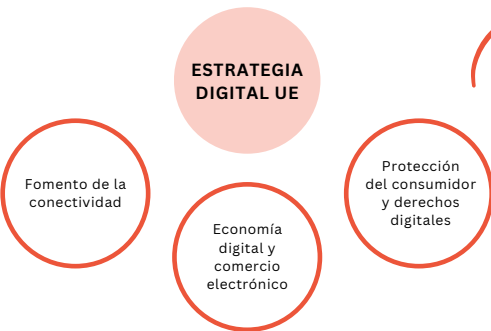 ESTRATEGIA
DIGITAL UE
Fomento de la
conectividad
Economía
digital y
comercio
electrónico
Protección
del consumidor
y derechos
digitales